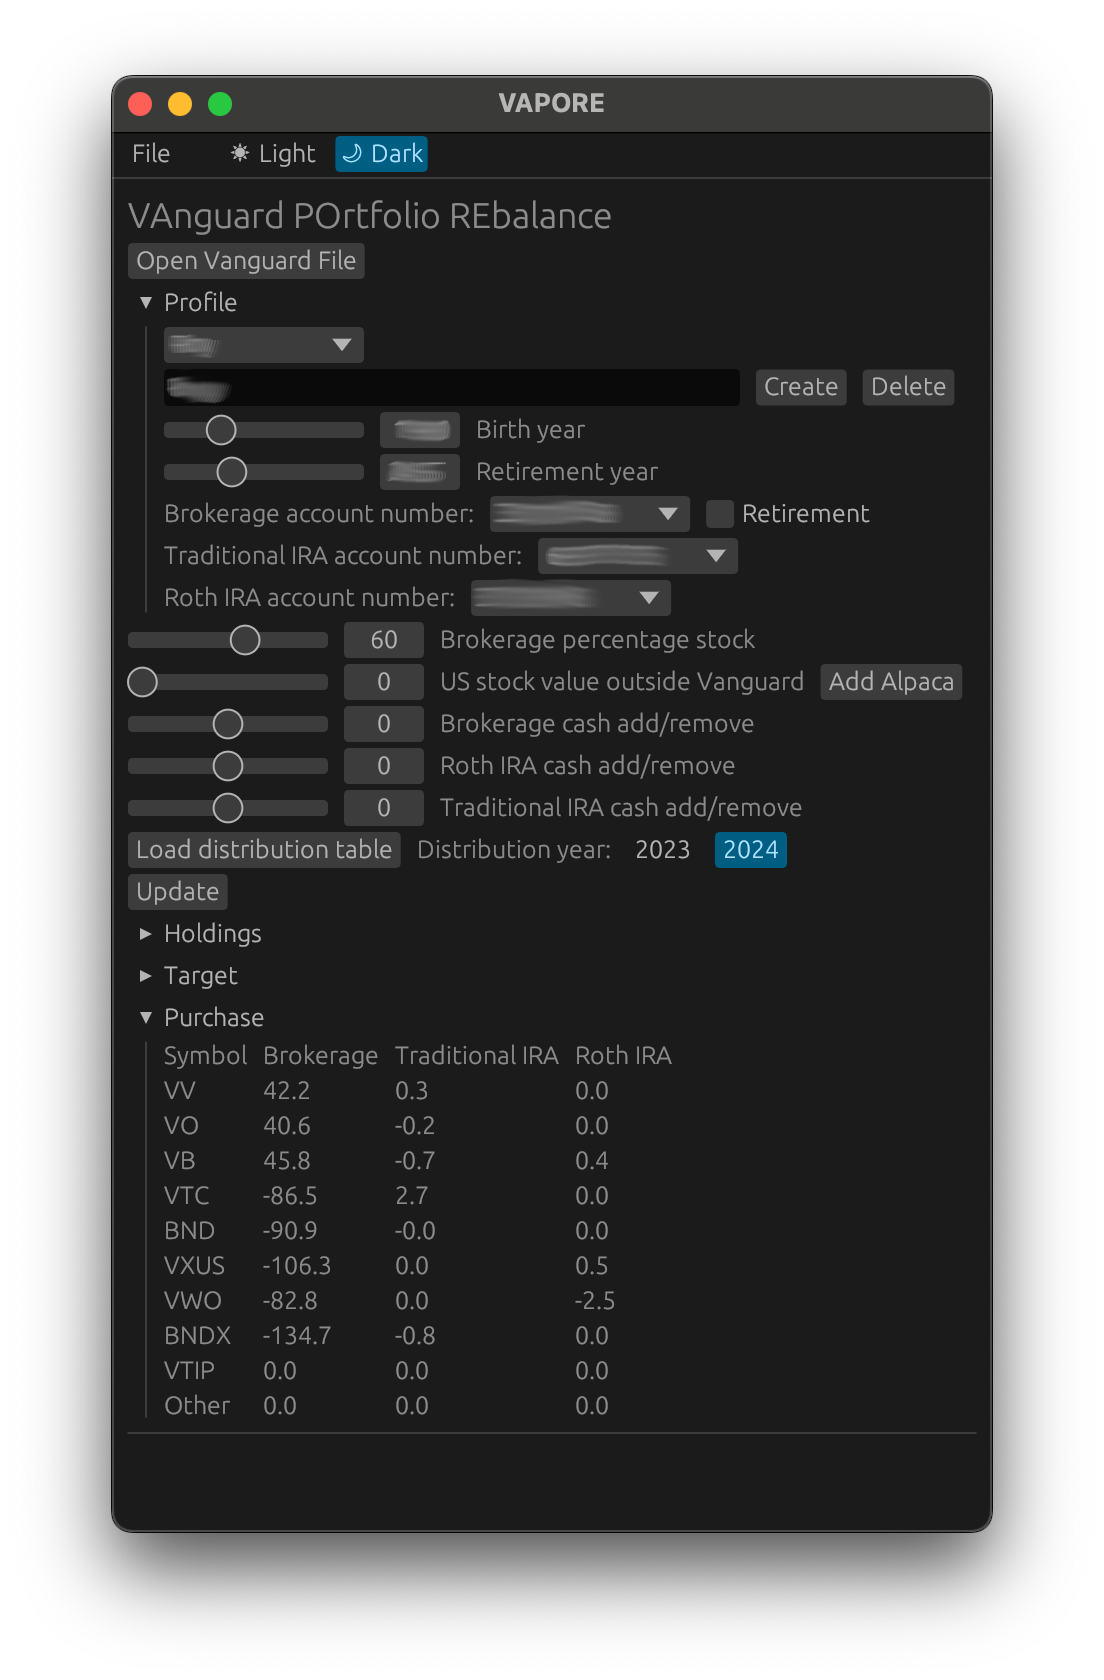 VAPORE
File Light Dark
VAnguard POrtfolio REbalance
Open Vanguard File
Profile
Create Delete
Birth year
Retirement year
Brokerage account number: Retirement
Traditional IRA account number:
Roth IRA account number:
60 Brokerage percentage stock
0 US stock value outside Vanguard Add Alpaca
0 Brokerage cash add/remove
0 Roth IRA cash add/remove
0 Traditional IRA cash add/remove
Load distribution table Distribution year: 2023 2024
Update
Holdings
Target
Purchase
Symbol Brokerage Traditional IRA Roth IRA
VV 42.2 0.3 0.0
VO 40.6 -0.2 0.0
VB 45.8 -0.7 0.4
VTC -86.5 2.7 0.0
BND -90.9 -0.0 0.0
VXUS -106.3 0.0 0.5
VWO -82.8 0.0 -2.5
BNDX -134.7 -0.8 0.0
VTIP 0.0 0.0 0.0
Other 0.0 0.0 0.0